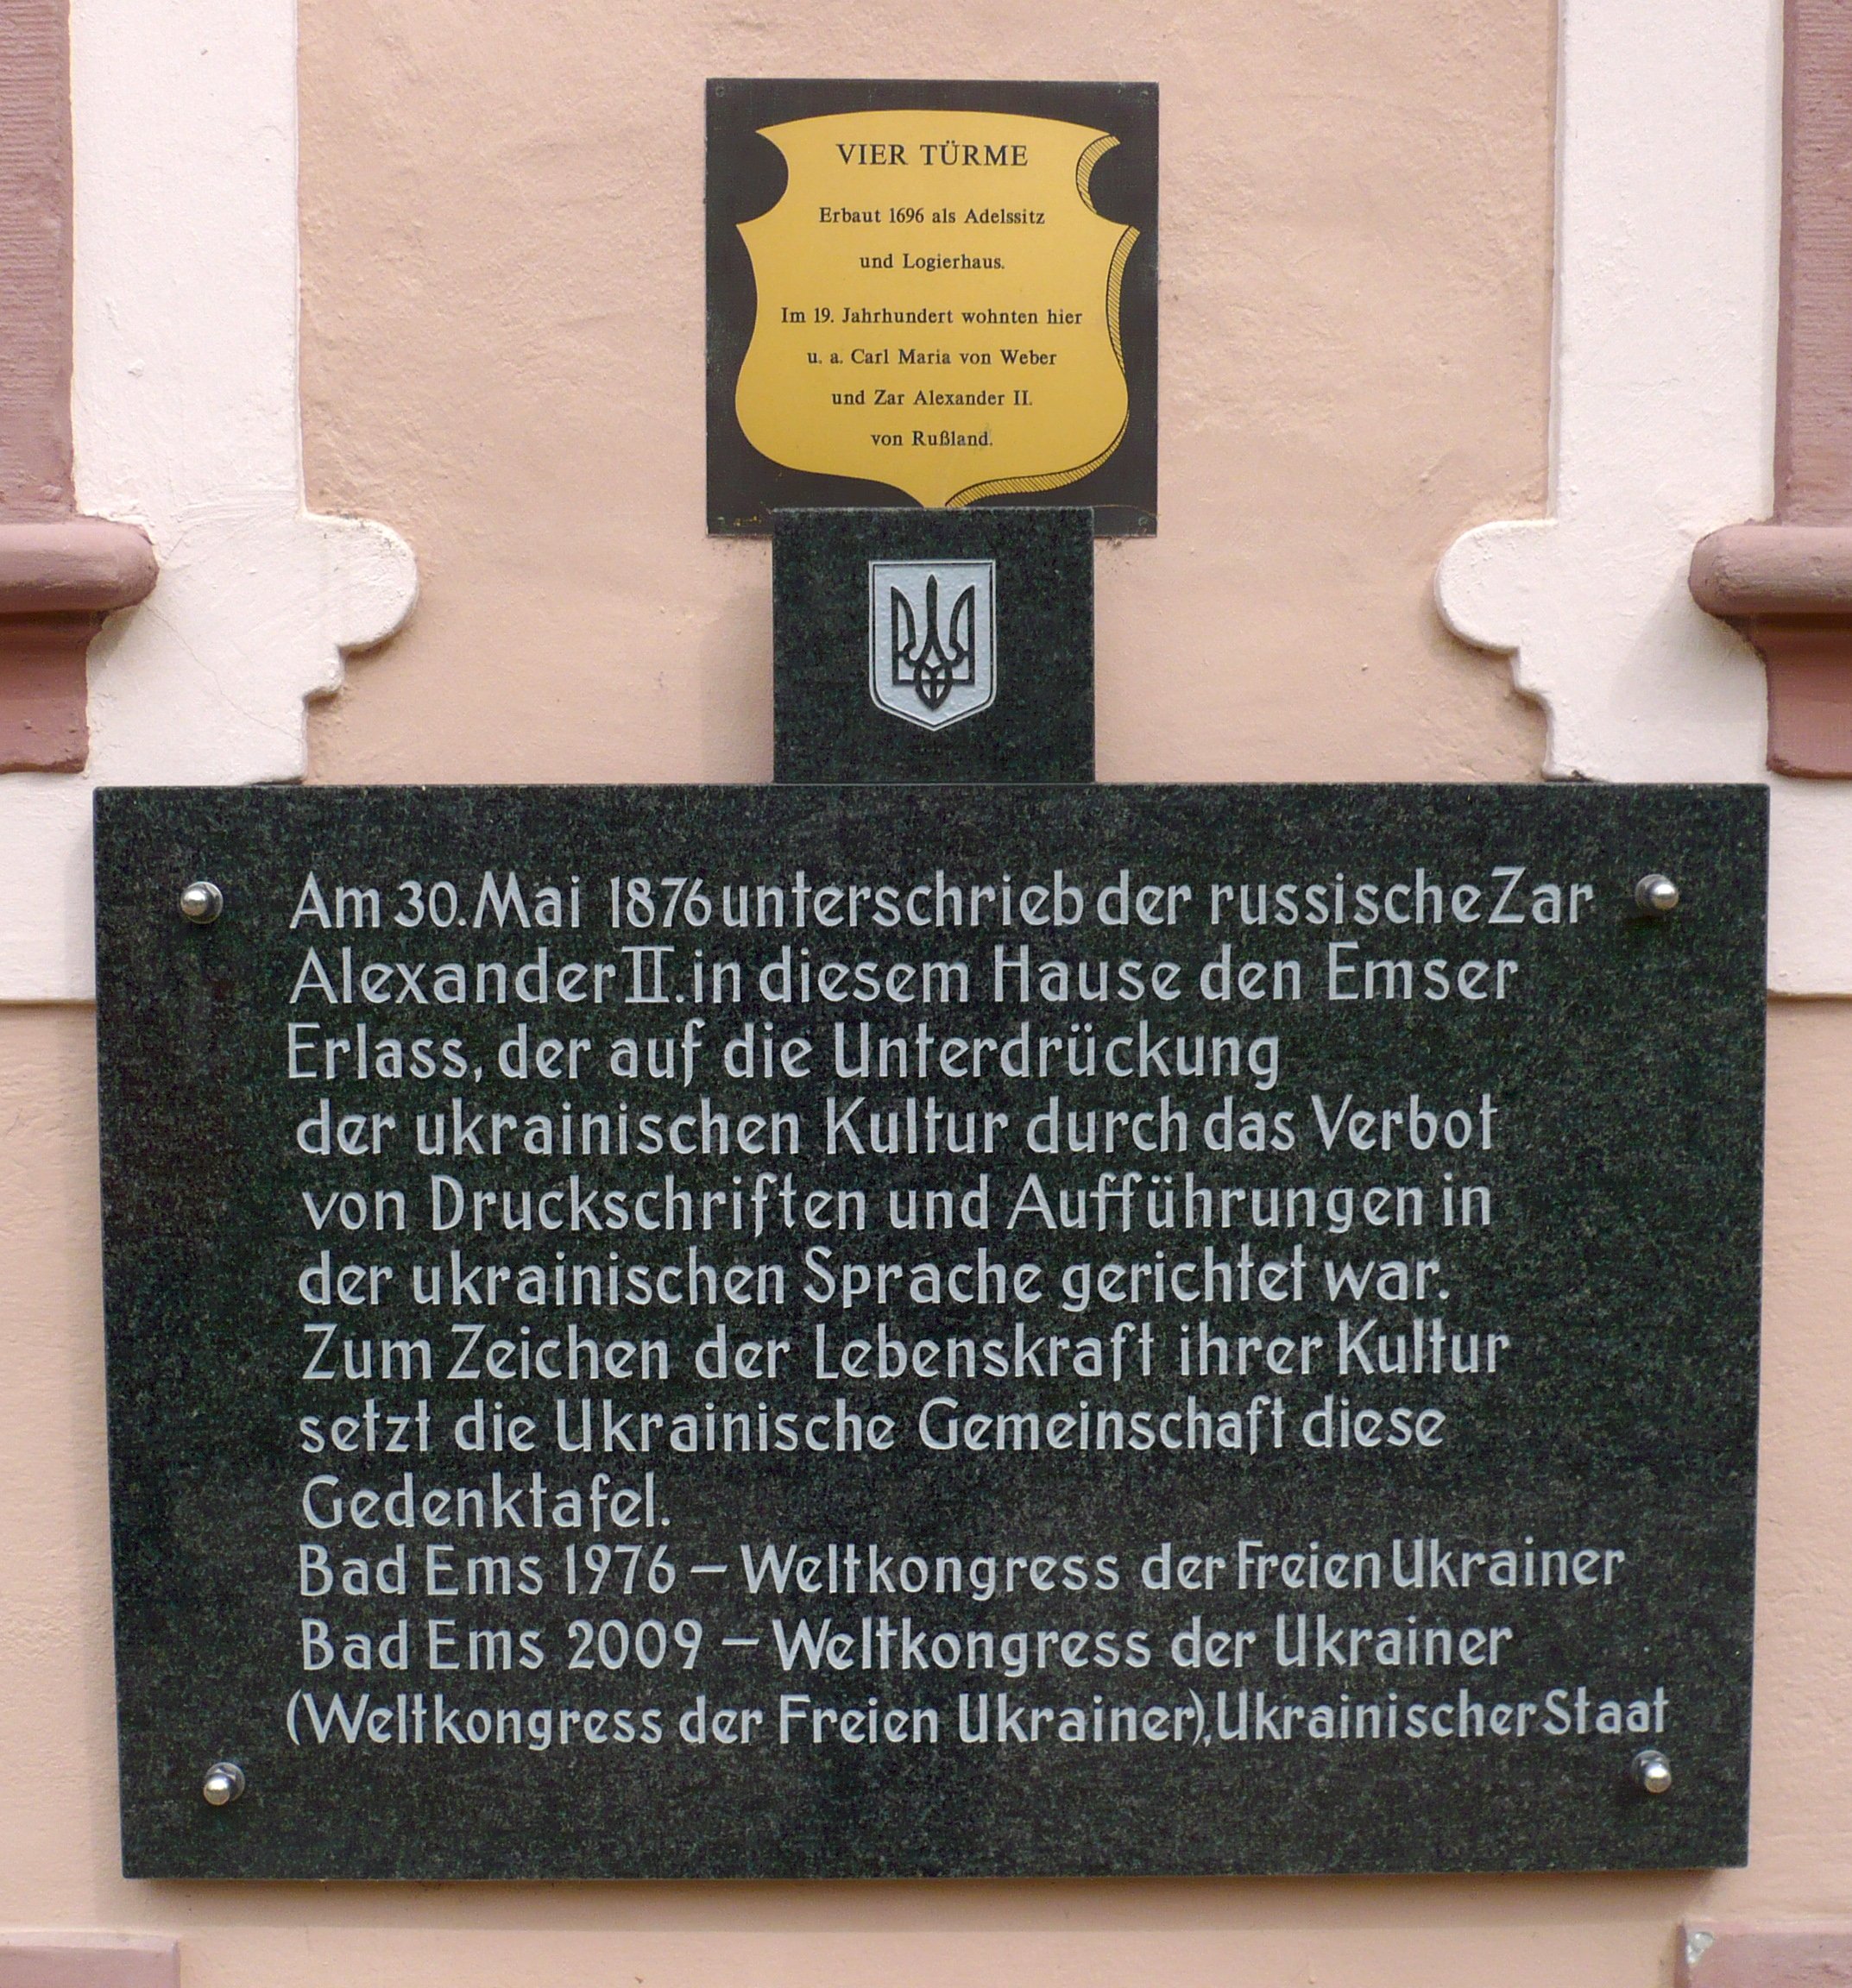 VIER TÜRME
Erbaut 1696 als Adelssitz
und Logierhaus.
Im 19. Jahrhundert wohnten hier
u. a. Carl Maria von Weber
und Zar Alexander II.
von Rußland.
Am 30. Mai 1876 unterschrieb der russische Zar
Alexander II. in diesem Hause den Emser
Erlass, der auf die Unterdrückung
der ukrainischen Kultur durch das Verbot
von Druckschriften und Aufführungen in
der ukrainischen Sprache gerichtet war.
Zum Zeichen der Lebenskraft ihrer Kultur
setzt die Ukrainische Gemeinschaft diese
Gedenktafel.
Bad Ems 1976 – Weltkongress der Freien Ukrainer
Bad Ems 2009 – Weltkongress der Ukrainer
(Weltkongress der Freien Ukrainer), Ukrainischer Staat